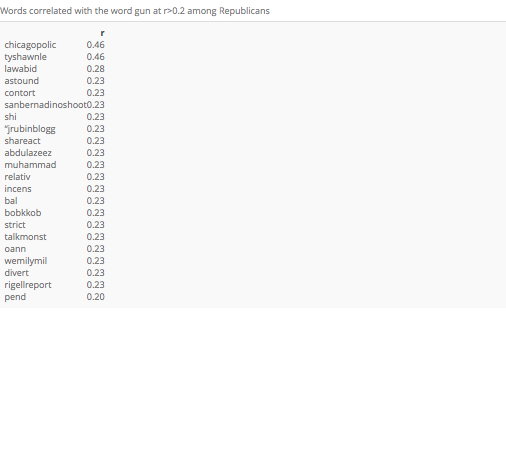 Words correlated with the word gun at r>0.2 among Republicans
r
chicagopolic 0.46
tyshawnle 0.46
lawabid 0.28
astound 0.23
contort 0.23
sanbernadinoshoot0.23
shi 0.23
“jrubinblogg 0.23
shareact 0.23
abdulazeez 0.23
muhammad 0.23
relativ 0.23
incens 0.23
bal 0.23
bobkkob 0.23
strict 0.23
talkmonst 0.23
oann 0.23
wemilymil 0.23
divert 0.23
rigellreport 0.23
pend 0.20